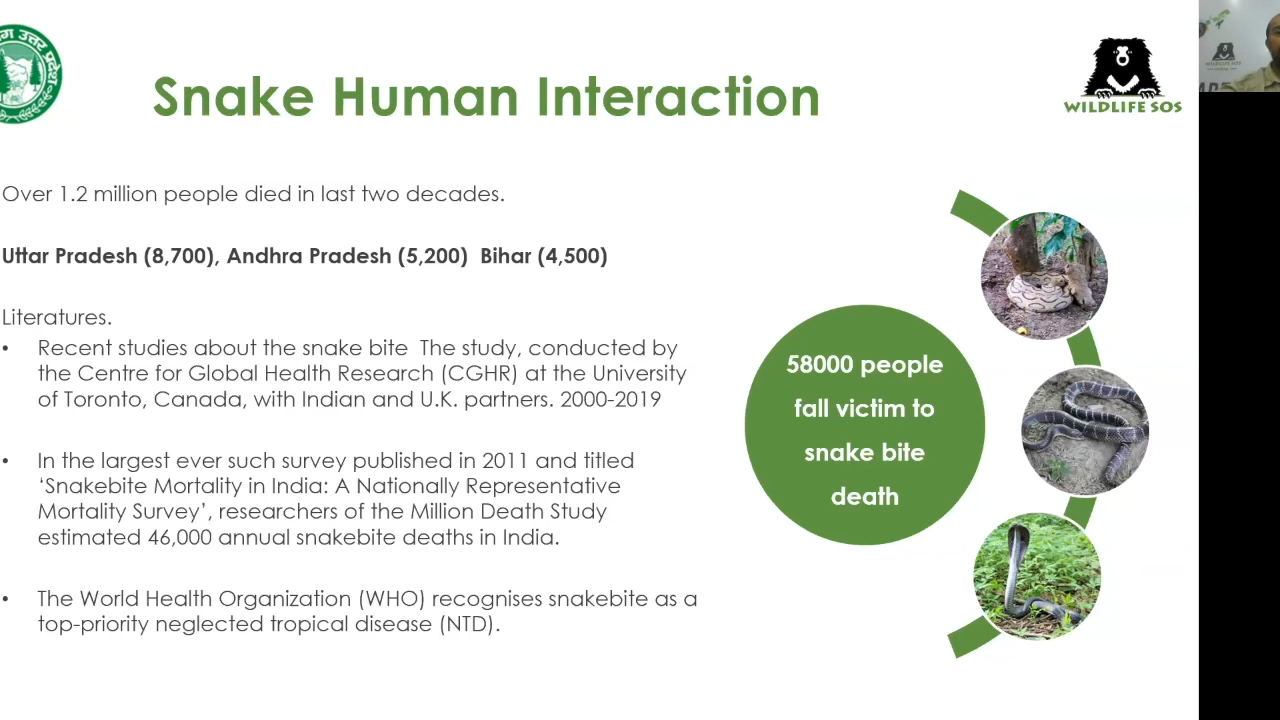 ग उत्तर प्रदेश
Snake Human Interaction
WILDLIFE SOS
Over 1.2 million people died in last two decades.
Uttar Pradesh (8,700), Andhra Pradesh (5,200) Bihar (4,500)
Literatures.
• Recent studies about the snake bite The study, conducted by
the Centre for Global Health Research (CGHR) at the University
of Toronto, Canada, with Indian and U.K. partners. 2000-2019
• In the largest ever such survey published in 2011 and titled
‘Snakebite Mortality in India: A Nationally Representative
Mortality Survey’, researchers of the Million Death Study
estimated 46,000 annual snakebite deaths in India.
• The World Health Organization (WHO) recognises snakebite as a
top-priority neglected tropical disease (NTD).
58000 people
fall victim to
snake bite
death